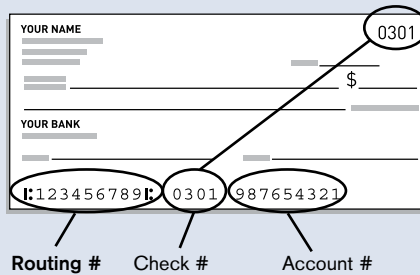 YOUR NAME
0301
$
YOUR BANK
⑆123456789⑆ 0301 987654321
Routing # Check # Account #